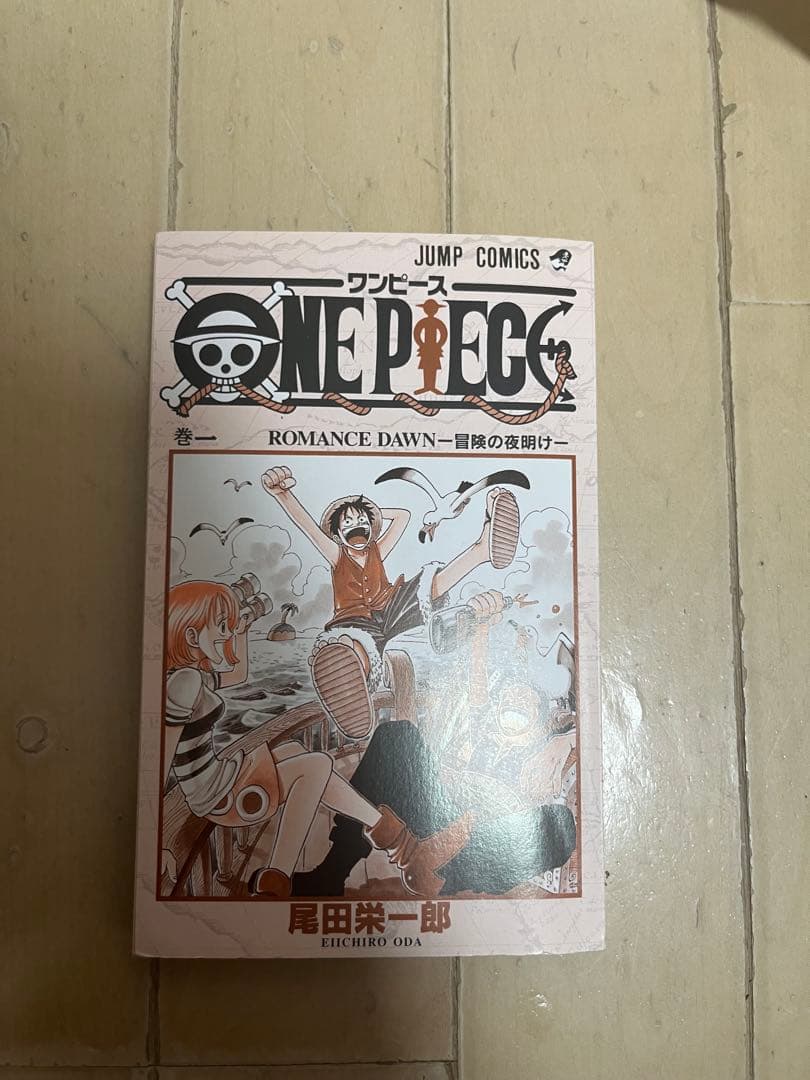 JUMP COMICS
ワンピース
ONE PIECE
巻一 ROMANCE DAWN—冒険の夜明け—
尾田栄一郎
EIICHIRO ODA